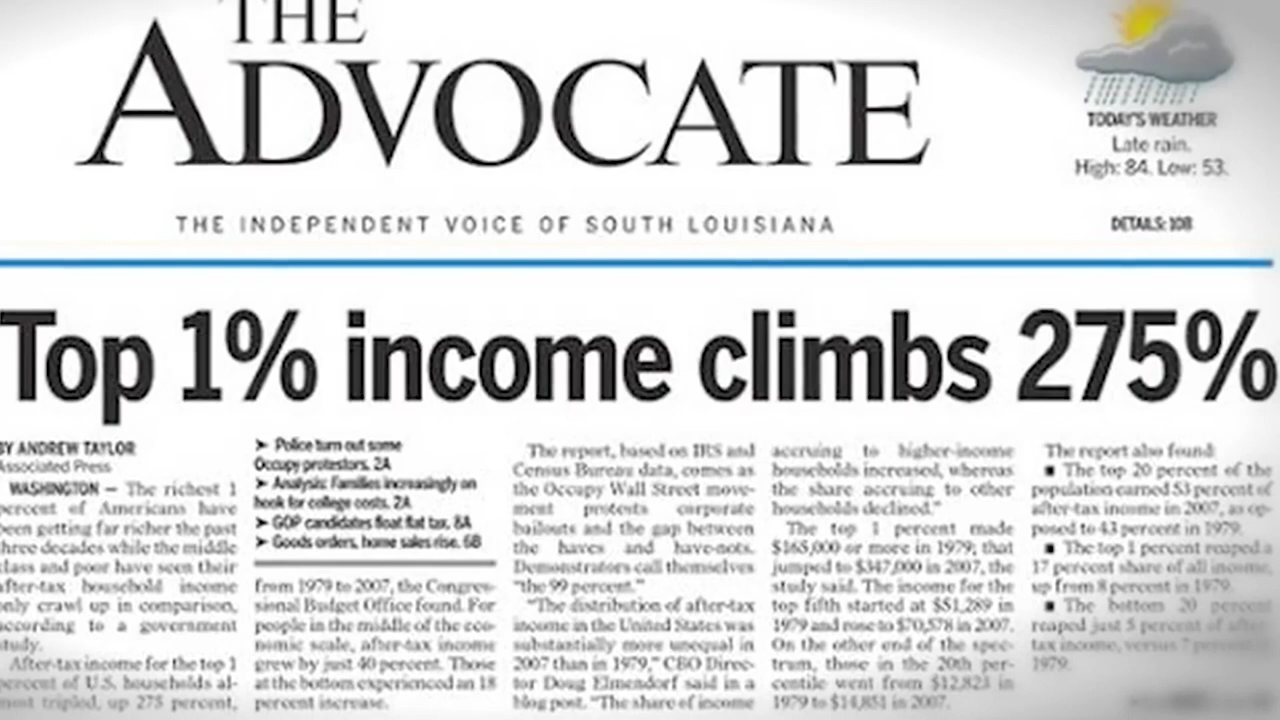 THE
ADVOCATE
THE INDEPENDENT VOICE OF SOUTH LOUISIANA
TODAY'S WEATHER
Late rain.
High: 84. Low: 53.
DETAILS: 10B
Top 1% income climbs 275%
BY ANDREW TAYLOR
Associated Press
WASHINGTON — The richest 1
percent of Americans have
been getting far richer the past
three decades while the middle
class and poor have seen their
after-tax household income
only crawl up in comparison,
according to a government
study.
After-tax income for the top 1
percent of U.S. households al-
most tripled, up 275 percent,
➤ Police turn out some
Occupy protestors. 2A
➤ Analysis: Families increasingly on
hook for college costs. 2A
➤ GOP candidates float flat tax. 8A
➤ Goods orders, home sales rise. 6B
from 1979 to 2007, the Congres-
sional Budget Office found. For
people in the middle of the eco-
nomic scale, after-tax income
grew by just 40 percent. Those
at the bottom experienced an 18
percent increase.
The report, based on IRS and
Census Bureau data, comes as
the Occupy Wall Street move-
ment protests corporate
bailouts and the gap between
the haves and have-nots.
Demonstrators call themselves
"the 99 percent."
"The distribution of after-tax
income in the United States was
substantially more unequal in
2007 than in 1979," CBO Direc-
tor Doug Elmendorf said in a
blog post. "The share of income
accruing to higher-income
households increased, whereas
the share accruing to other
households declined."
The top 1 percent made
$165,000 or more in 1979; that
jumped to $347,000 in 2007, the
study said. The income for the
top fifth started at $51,289 in
1979 and rose to $70,578 in 2007.
On the other end of the spec-
trum, those in the 20th per-
centile went from $12,823 in
1979 to $14,851 in 2007.
The report also found:
■ The top 20 percent of the
population earned 53 percent of
after-tax income in 2007, as op-
posed to 43 percent in 1979.
■ The top 1 percent reaped a
17 percent share of all income,
up from 8 percent in 1979.
■ The bottom 20 percent
reaped just 5 percent of after-
tax income, versus 7 percent
1979.